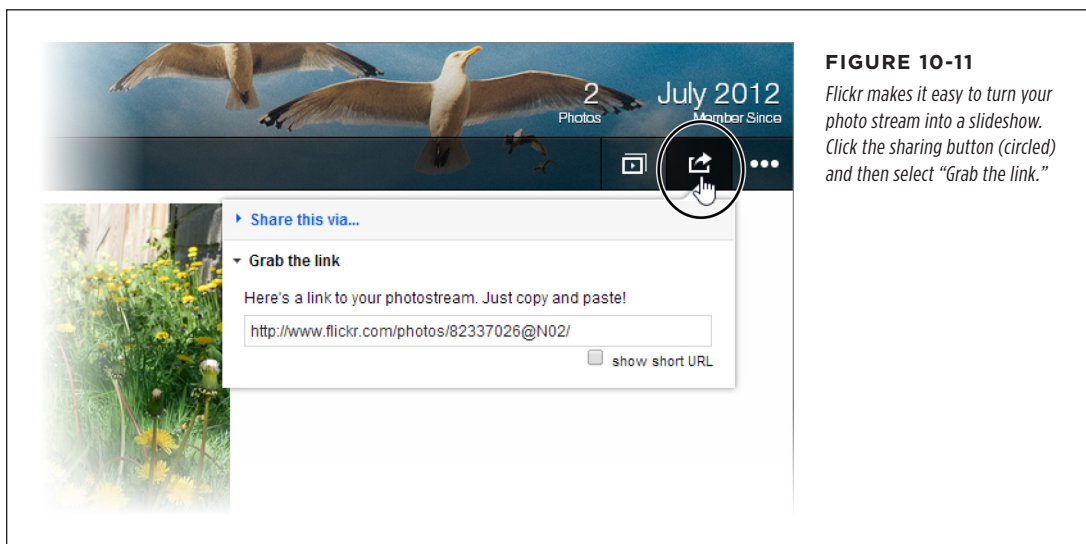 2
Photos
July 2012
Member Since
Share this via...
Grab the link
Here's a link to your photostream. Just copy and paste!
http://www.flickr.com/photos/82337026@N02/
show short URL
FIGURE 10-11
Flickr makes it easy to turn your
photo stream into a slideshow.
Click the sharing button (circled)
and then select “Grab the link.”